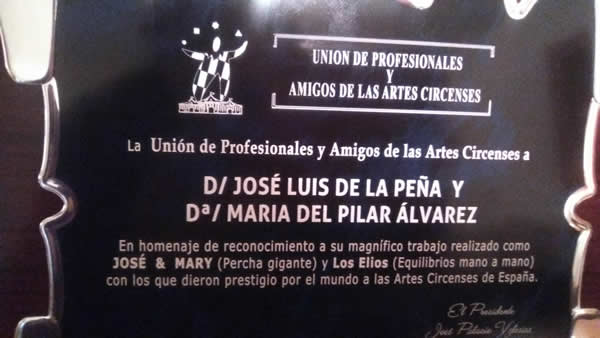 UNION DE PROFESIONALES
Y
AMIGOS DE LAS ARTES CIRCENSES
La Unión de Profesionales y Amigos de las Artes Circenses a
D/ JOSÉ LUIS DE LA PEÑA Y
Dª/ MARIA DEL PILAR ÁLVAREZ
En homenaje de reconocimiento a su magnífico trabajo realizado como
JOSÉ & MARY (Percha gigante) y Los Elios (Equilibrios mano a mano)
con los que dieron prestigio por el mundo a las Artes Circenses de España.
El Presidente
José Palacio